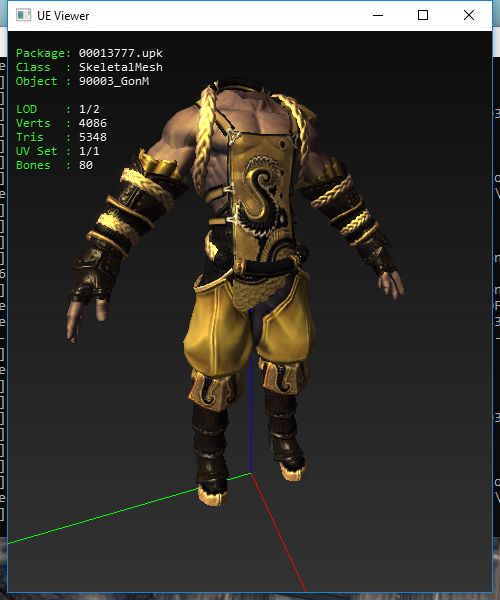 UE Viewer
Package: 00013777.upk
Class : SkeletalMesh
Object : 90003_GonM
LOD : 1/2
Verts : 4086
Tris : 5348
UV Set : 1/1
Bones : 80